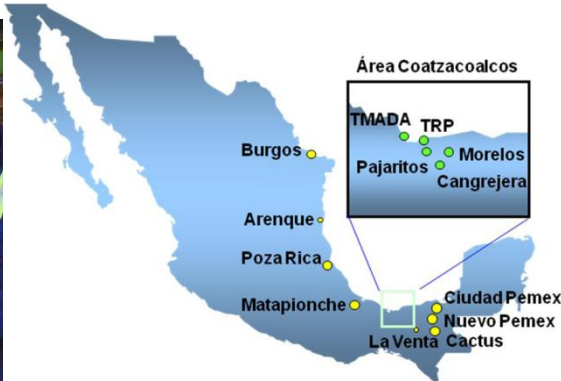 Área Coatzacoalcos
TMADA
TRP
Pajaritos
Morelos
Cangrejera
Burgos
Arenque
Poza Rica
Matapionche
Ciudad Pemex
Nuevo Pemex
La Venta
Cactus